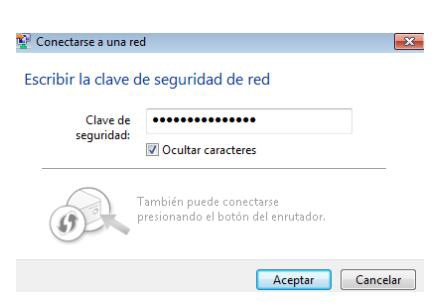 Conectarse a una red
Escribir la clave de seguridad de red
Clave de
seguridad:
•••••••••••••••
Ocultar caracteres
También puede conectarse
presionando el botón del enrutador.
Aceptar
Cancelar